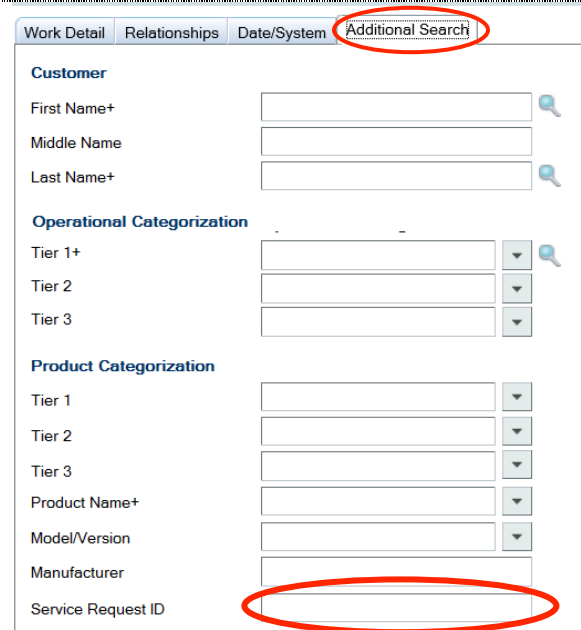 Work Detail Relationships Date/System Additional Search
Customer
First Name+
Middle Name
Last Name+
Operational Categorization
Tier 1+
Tier 2
Tier 3
Product Categorization
Tier 1
Tier 2
Tier 3
Product Name+
Model/Version
Manufacturer
Service Request ID